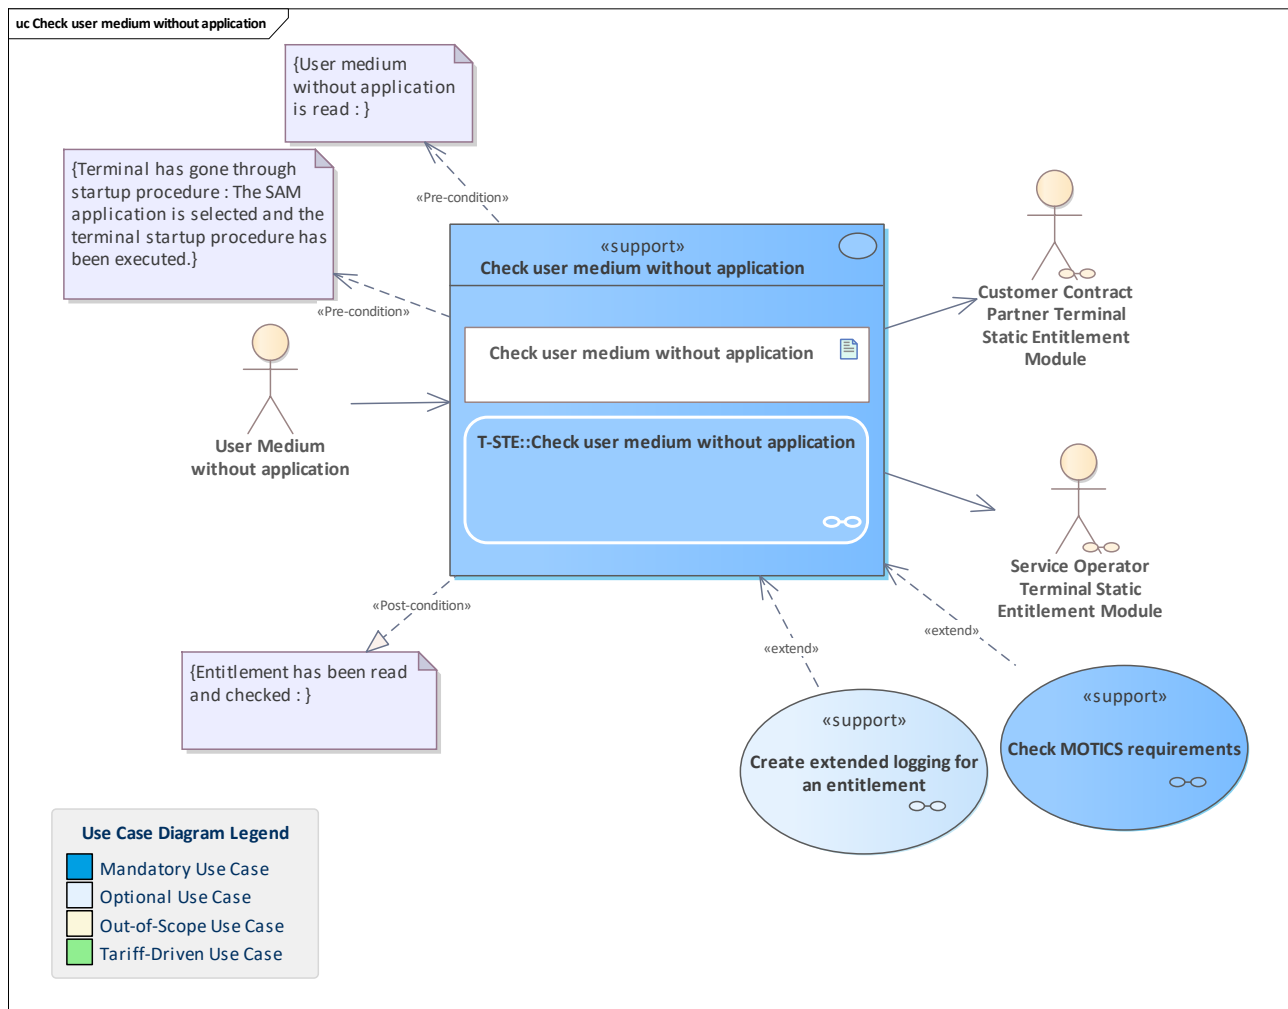 uc Check user medium without application
{User medium
without application
is read : }
{Terminal has gone through
startup procedure : The SAM
application is selected and the
terminal startup procedure has
been executed.}
«Pre-condition»
«Pre-condition»
«support»
Check user medium without application
Check user medium without application
T-STE::Check user medium without application
User Medium
without application
Customer Contract
Partner Terminal
Static Entitlement
Module
Service Operator
Terminal Static
Entitlement Module
«Post-condition»
{Entitlement has been read
and checked : }
«extend»
«extend»
«support»
Create extended logging for
an entitlement
«support»
Check MOTICS requirements
Use Case Diagram Legend
Mandatory Use Case
Optional Use Case
Out-of-Scope Use Case
Tariff-Driven Use Case